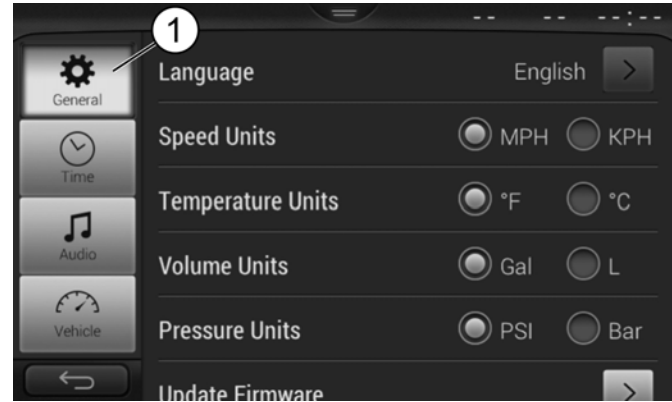 -- -- --:--
1
General
Language English >
Speed Units MPH KPH
Time
Temperature Units °F °C
Audio
Volume Units Gal L
Vehicle
Pressure Units PSI Bar
Update Firmware >